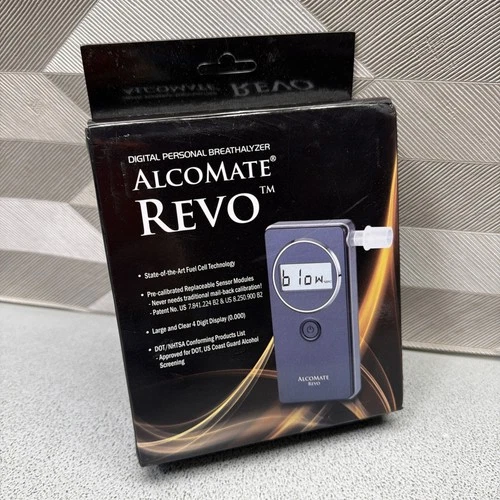 ALCOMATE REVO
DIGITAL PERSONAL BREATHALYZER
ALCOMATE®
REVO™
• State-of-the-Art Fuel Cell Technology
• Pre-calibrated Replaceable Sensor Modules
- Never needs traditional mail-back calibration!
- Patent No. US 7.841.224 B2 & US 8.250.900 B2
• Large and Clear 4 Digit Display (0.000)
• DOT/NHTSA Conforming Products List
- Approved for DOT, US Coast Guard Alcohol
Screening
blow
ALCOMATE
REVO